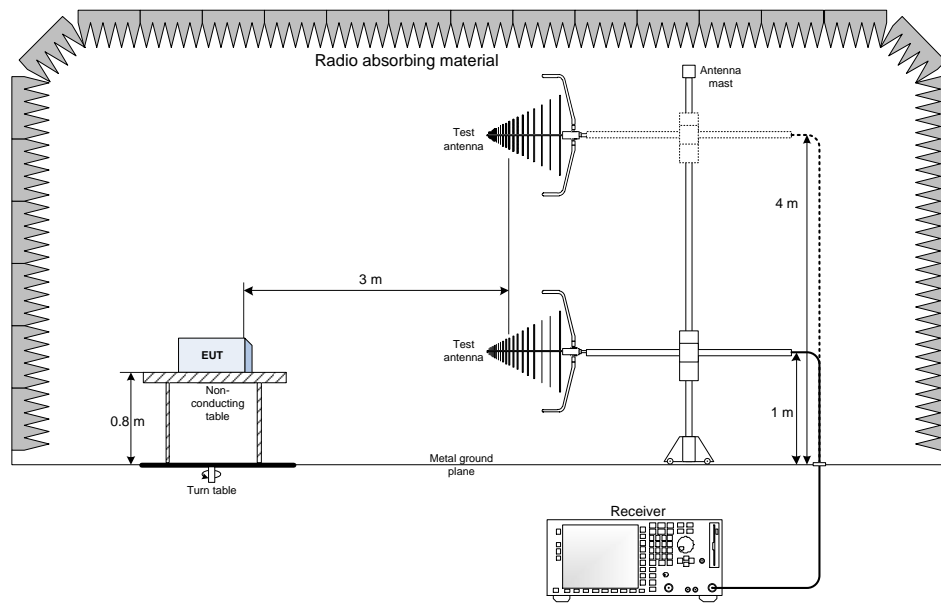 Radio absorbing material
Antenna
mast
Test
antenna
4 m
3 m
Test
antenna
EUT
Non-
conducting
table
0.8 m
1 m
Metal ground
plane
Turn table
Receiver